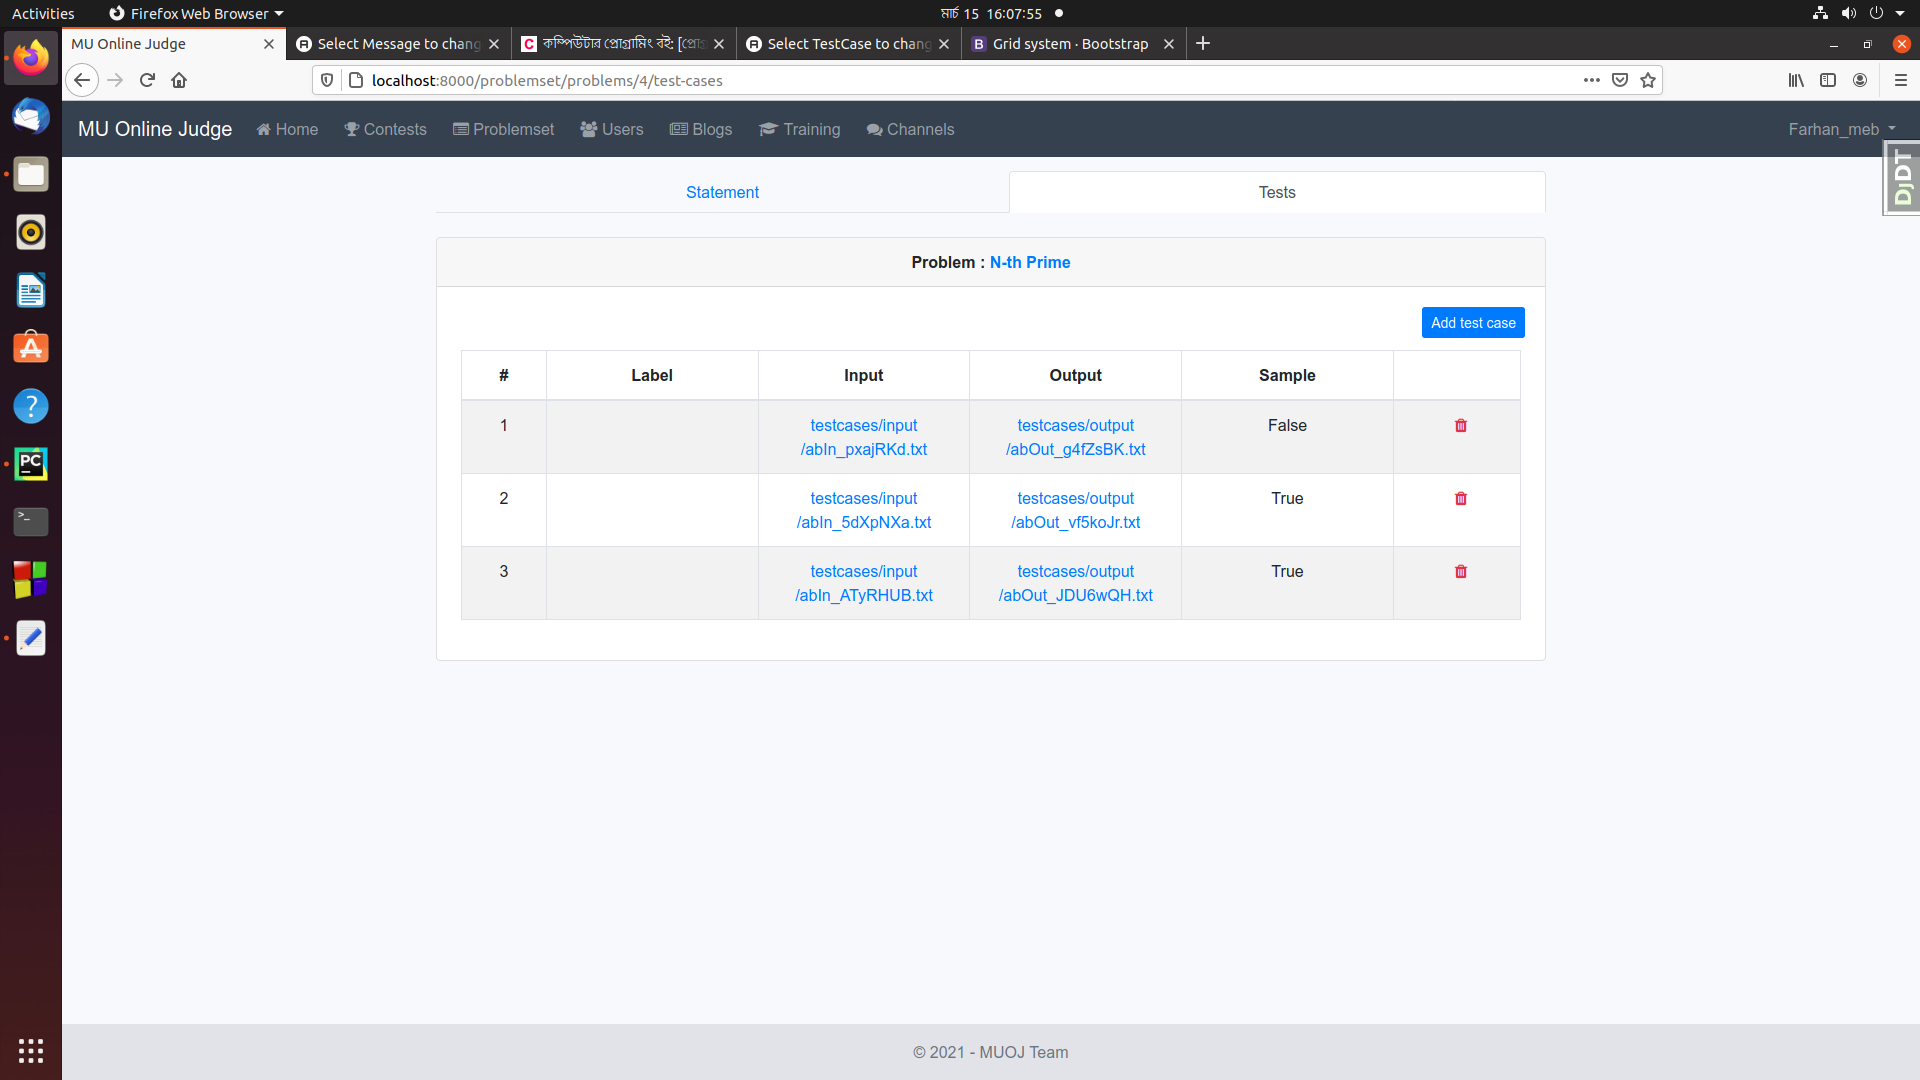 Activities Firefox Web Browser মার্চ 15 16:07:55
MU Online Judge Select Message to chang কম্পিউটার প্রোগ্রামিং বই: [প্রোগ্র Select TestCase to chang Grid system · Bootstrap
localhost:8000/problemset/problems/4/test-cases
MU Online Judge Home Contests Problemset Users Blogs Training Channels Farhan_meb
DjDT
Statement Tests
Problem : N-th Prime
Add test case
# Label Input Output Sample
1 testcases/input testcases/output False
/abIn_pxajRKd.txt /abOut_g4fZsBK.txt
2 testcases/input testcases/output True
/abIn_5dXpNXa.txt /abOut_vf5koJr.txt
3 testcases/input testcases/output True
/abIn_ATyRHUB.txt /abOut_JDU6wQH.txt
© 2021 - MUOJ Team